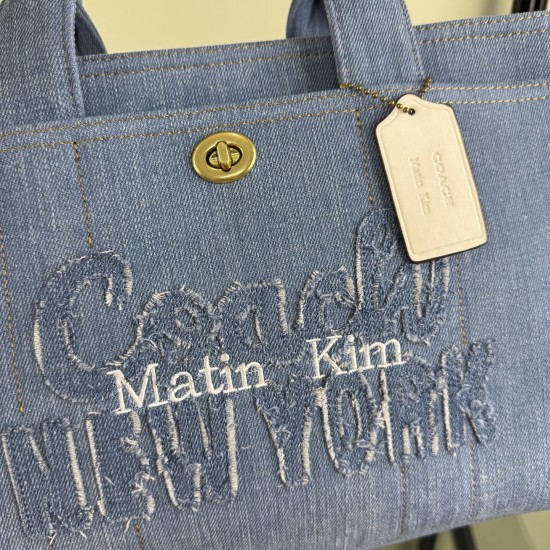 COACH
Matin Kim
Coach
Matin Kim
NEW YORK